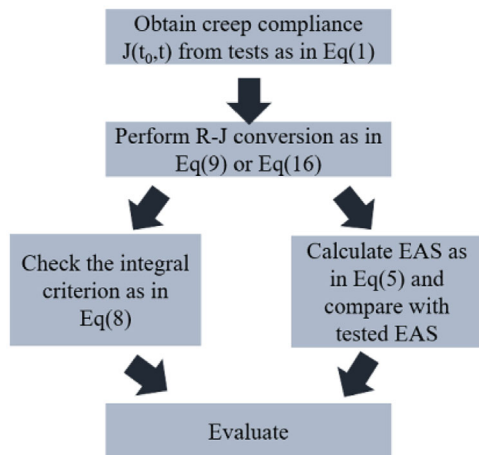 Obtain creep compliance
J(t₀,t) from tests as in Eq(1)
Perform R-J conversion as in
Eq(9) or Eq(16)
Check the integral
criterion as in
Eq(8)
Calculate EAS as
in Eq(5) and
compare with
tested EAS
Evaluate